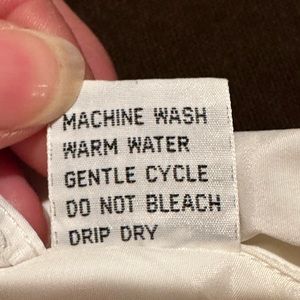 MACHINE WASH
WARM WATER
GENTLE CYCLE
DO NOT BLEACH
DRIP DRY